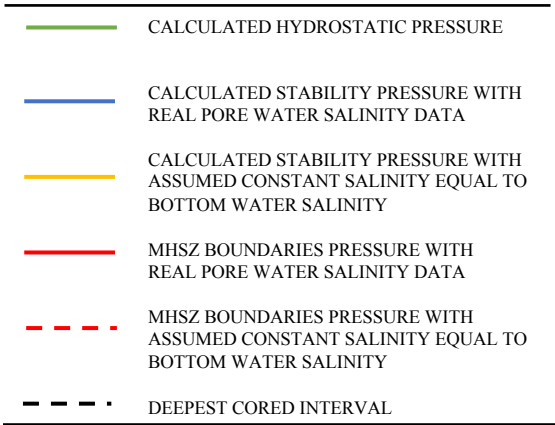 CALCULATED HYDROSTATIC PRESSURE
CALCULATED STABILITY PRESSURE WITH
REAL PORE WATER SALINITY DATA
CALCULATED STABILITY PRESSURE WITH
ASSUMED CONSTANT SALINITY EQUAL TO
BOTTOM WATER SALINITY
MHSZ BOUNDARIES PRESSURE WITH
REAL PORE WATER SALINITY DATA
MHSZ BOUNDARIES PRESSURE WITH
ASSUMED CONSTANT SALINITY EQUAL TO
BOTTOM WATER SALINITY
DEEPEST CORED INTERVAL